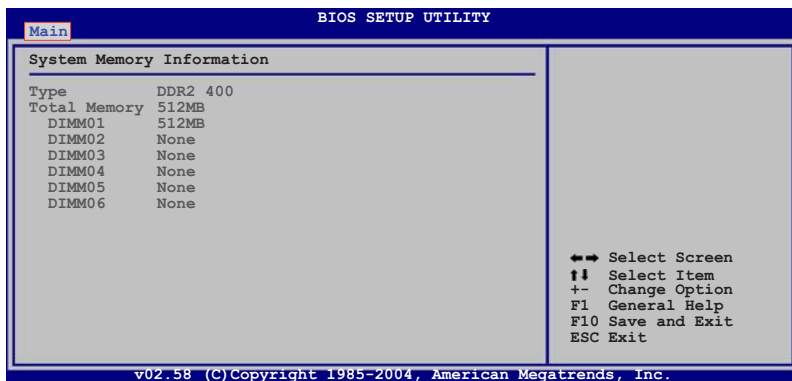 BIOS SETUP UTILITY
Main
System Memory Information
Type DDR2 400
Total Memory 512MB
DIMM01 512MB
DIMM02 None
DIMM03 None
DIMM04 None
DIMM05 None
DIMM06 None
Select Screen
Select Item
+- Change Option
F1 General Help
F10 Save and Exit
ESC Exit
v02.58 (C)Copyright 1985-2004, American Megatrends, Inc.